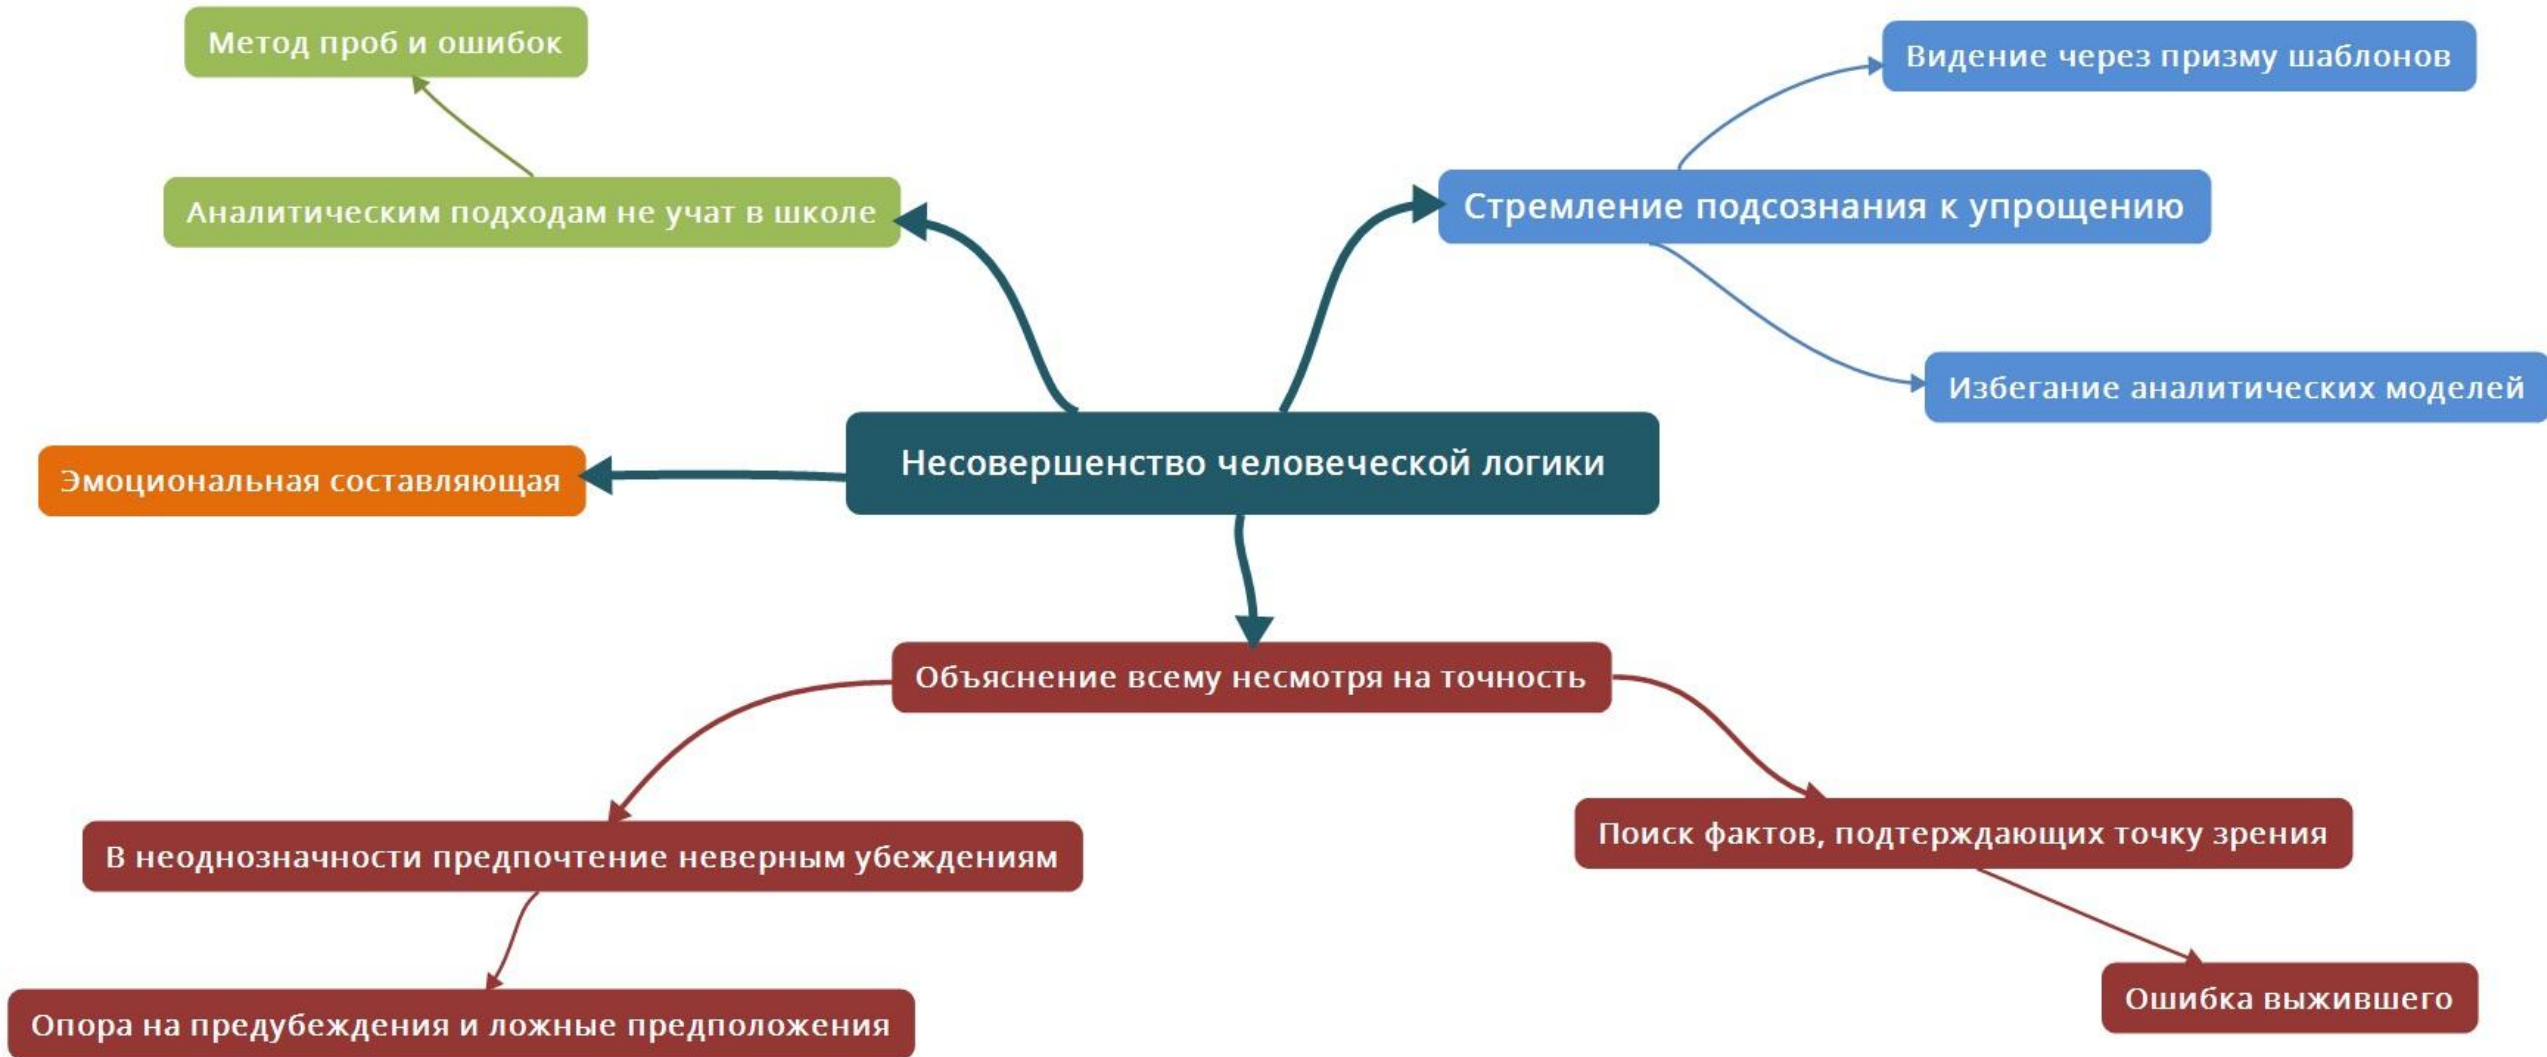 Метод проб и ошибок
Видение через призму шаблонов
Аналитическим подходам не учат в школе
Стремление подсознания к упрощению
Избегание аналитических моделей
Несовершенство человеческой логики
Эмоциональная составляющая
Объяснение всему несмотря на точность
В неоднозначности предпочтение неверным убеждениям
Поиск фактов, подтерждающих точку зрения
Опора на предубеждения и ложные предположения
Ошибка выжившего